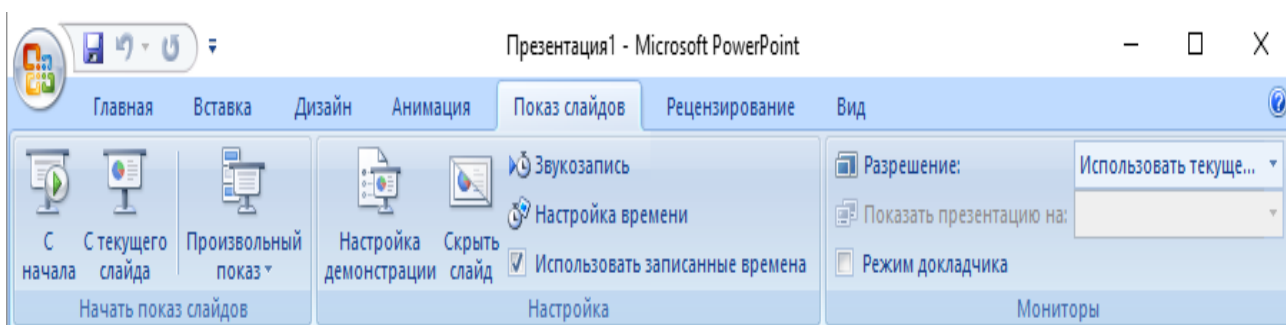 Презентация1 - Microsoft PowerPoint
Главная Вставка Дизайн Анимация Показ слайдов Рецензирование Вид
С начала
С текущего слайда
Произвольный показ
Начать показ слайдов
Настройка демонстрации
Скрыть слайд
Звукозапись
Настройка времени
Использовать записанные времена
Настройка
Разрешение: Использовать текуще...
Показать презентацию на:
Режим докладчика
Мониторы